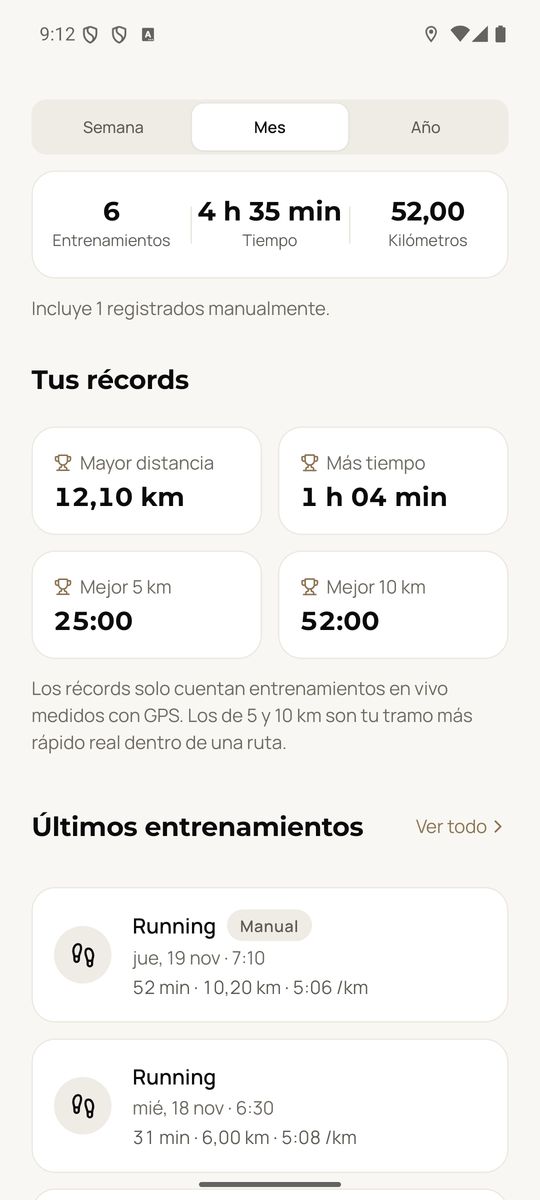 9:12
Semana
Mes
Año
6
4 h 35 min
52,00
Entrenamientos
Tiempo
Kilómetros
Incluye 1 registrados manualmente.
Tus récords
Mayor distancia
12,10 km
Más tiempo
1 h 04 min
Mejor 5 km
25:00
Mejor 10 km
52:00
Los récords solo cuentan entrenamientos en vivo
medidos con GPS. Los de 5 y 10 km son tu tramo más
rápido real dentro de una ruta.
Últimos entrenamientos
Ver todo
Running Manual
jue, 19 nov · 7:10
52 min · 10,20 km · 5:06 /km
Running
mié, 18 nov · 6:30
31 min · 6,00 km · 5:08 /km